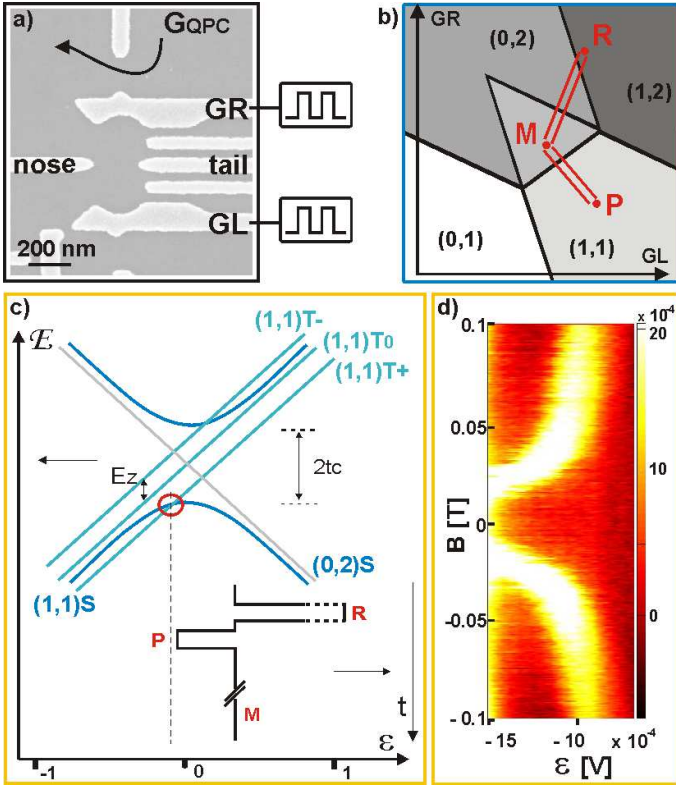 a)
GQPC
GR
nose
tail
GL
200 nm
b)
GR
(0,2)
R
(1,2)
M
P
(0,1)
(1,1)
GL
c)
E
(1,1)T-
(1,1)T0
(1,1)T+
Ez
2tc
(0,2)S
(1,1)S
R
P
M
t
ε
-1
0
1
d)
x 10⁴
20
10
0
0.1
0.05
0
-0.05
-0.1
B [T]
-15
-10
x 10⁻⁴
ε [V]